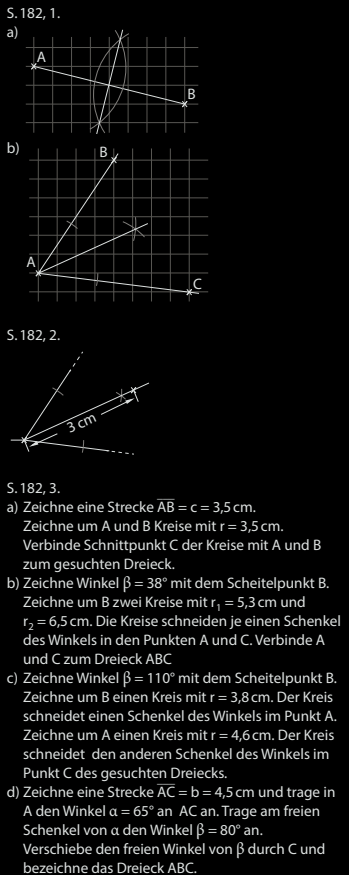 S. 182, 1.
a)
A
B
b)
B
A
C
S. 182, 2.
3 cm
S. 182, 3.
a) Zeichne eine Strecke A̅B̅ = c = 3,5 cm.
Zeichne um A und B Kreise mit r = 3,5 cm.
Verbinde Schnittpunkt C der Kreise mit A und B
zum gesuchten Dreieck.
b) Zeichne Winkel β = 38° mit dem Scheitelpunkt B.
Zeichne um B zwei Kreise mit r₁ = 5,3 cm und
r₂ = 6,5 cm. Die Kreise schneiden je einen Schenkel
des Winkels in den Punkten A und C. Verbinde A
und C zum Dreieck ABC
c) Zeichne Winkel β = 110° mit dem Scheitelpunkt B.
Zeichne um B einen Kreis mit r = 3,8 cm. Der Kreis
schneidet einen Schenkel des Winkels im Punkt A.
Zeichne um A einen Kreis mit r = 4,6 cm. Der Kreis
schneidet den anderen Schenkel des Winkels im
Punkt C des gesuchten Dreiecks.
d) Zeichne eine Strecke A̅C̅ = b = 4,5 cm und trage in
A den Winkel α = 65° an AC an. Trage am freien
Schenkel von α den Winkel β = 80° an.
Verschiebe den freien Winkel von β durch C und
bezeichne das Dreieck ABC.